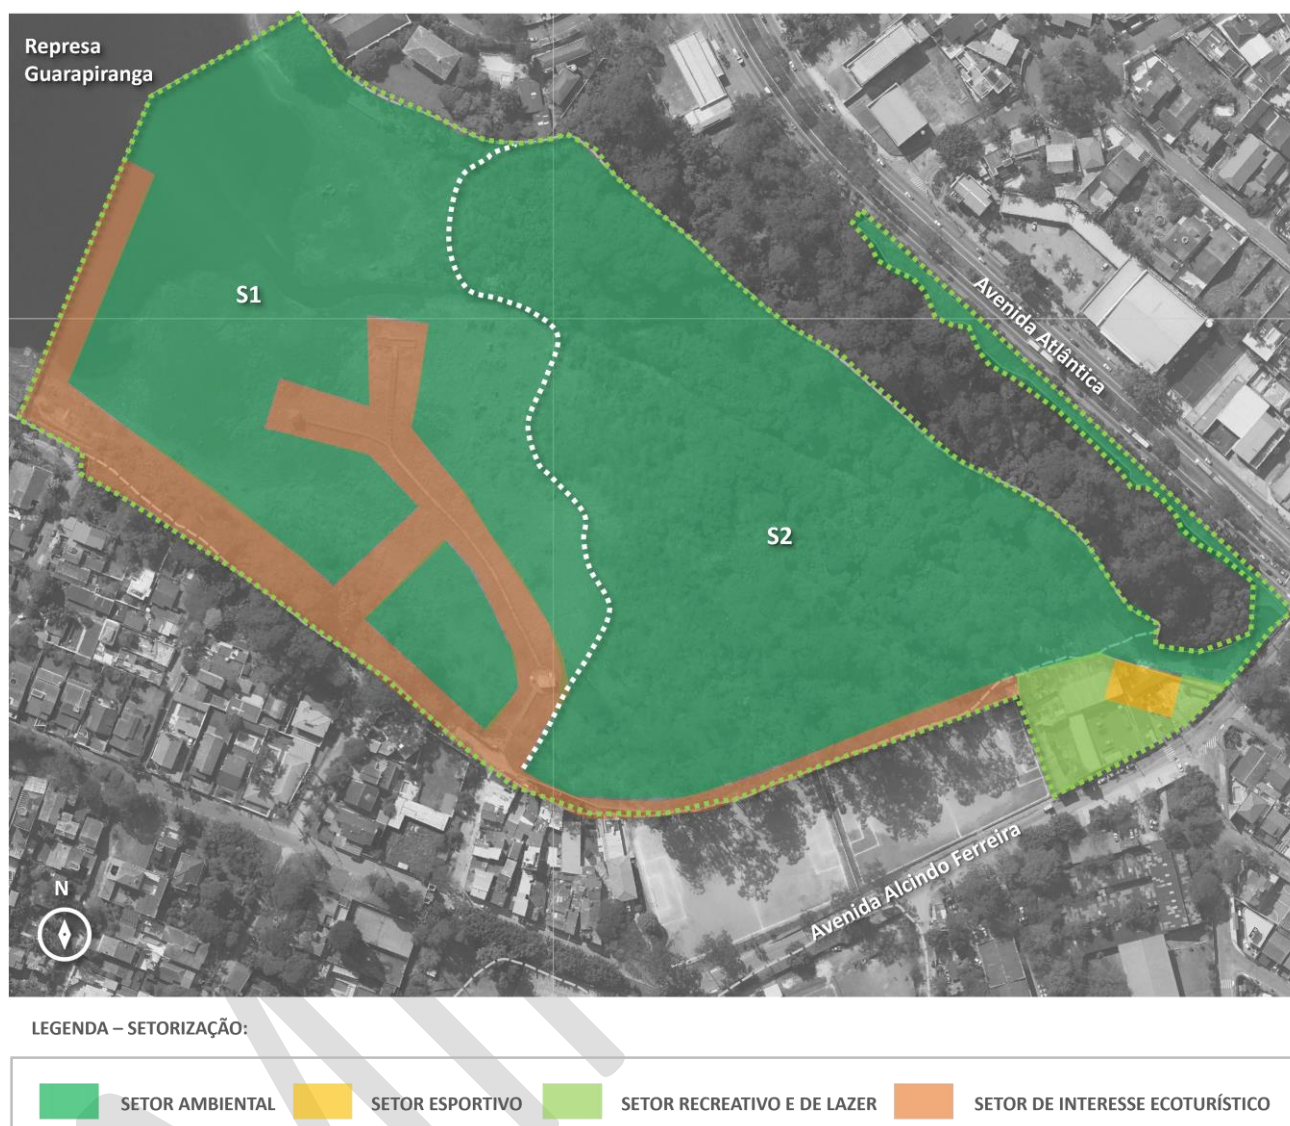 Represa
Guarapiranga
S1
Avenida Atlântica
S2
Avenida Alcindo Ferreira
N
LEGENDA – SETORIZAÇÃO:
SETOR AMBIENTAL
SETOR ESPORTIVO
SETOR RECREATIVO E DE LAZER
SETOR DE INTERESSE ECOTURÍSTICO